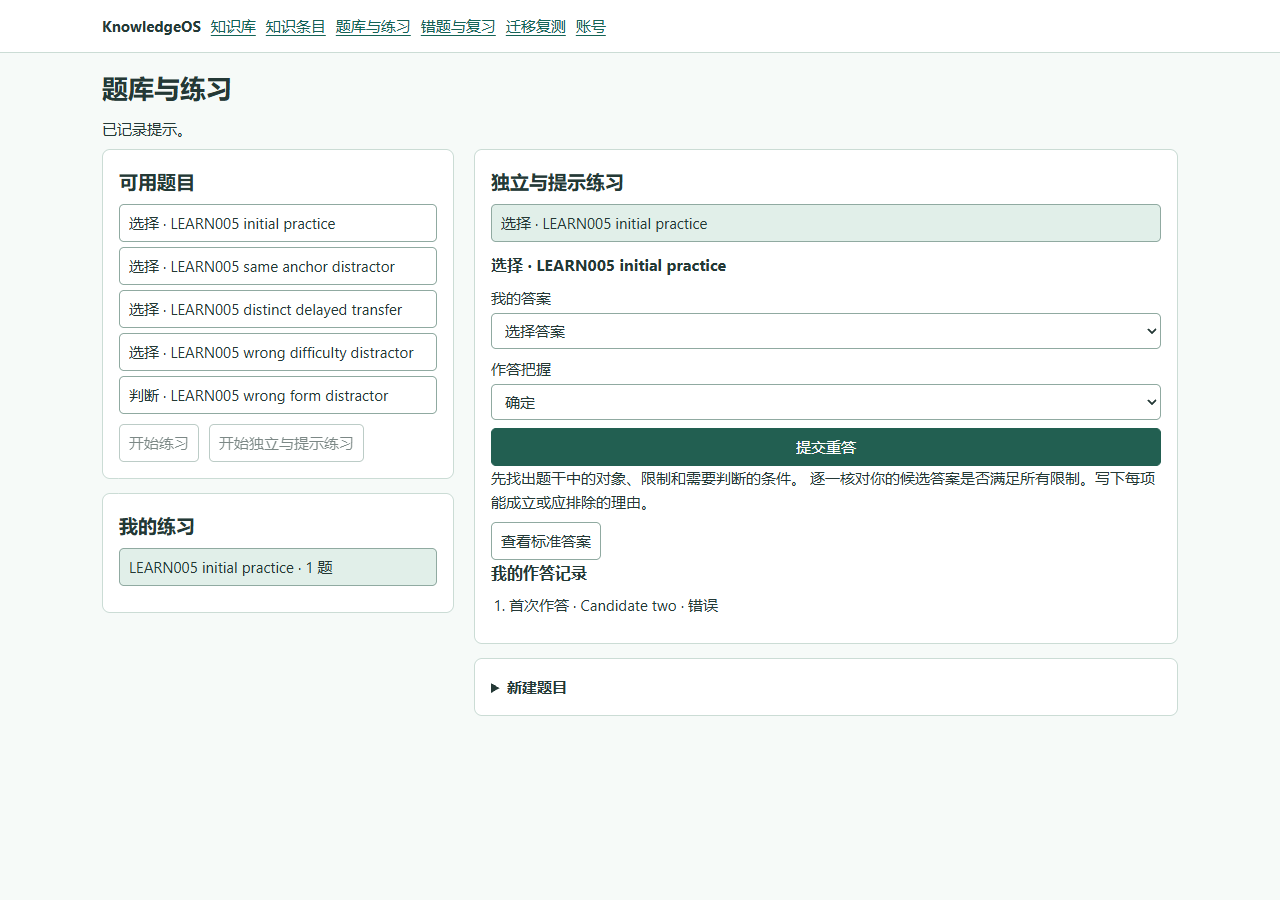 KnowledgeOS 知识库 知识条目 题库与练习 错题与复习 迁移复测 账号
题库与练习
已记录提示。
可用题目
选择 · LEARN005 initial practice
选择 · LEARN005 same anchor distractor
选择 · LEARN005 distinct delayed transfer
选择 · LEARN005 wrong difficulty distractor
判断 · LEARN005 wrong form distractor
开始练习 开始独立与提示练习
我的练习
LEARN005 initial practice · 1 题
独立与提示练习
选择 · LEARN005 initial practice
选择 · LEARN005 initial practice
我的答案
选择答案
作答把握
确定
提交重答
先找出题干中的对象、限制和需要判断的条件。 逐一核对你的候选答案是否满足所有限制。写下每项
能成立或应排除的理由。
查看标准答案
我的作答记录
1. 首次作答 · Candidate two · 错误
新建题目